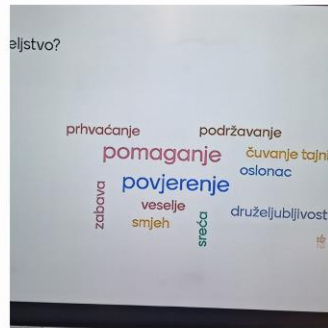 eljstvo?
prhvaćanje
podržavanje
pomaganje
čuvanje tajni
oslonac
povjerenje
zabava
veselje
smjeh
sreća
druželjubljivost